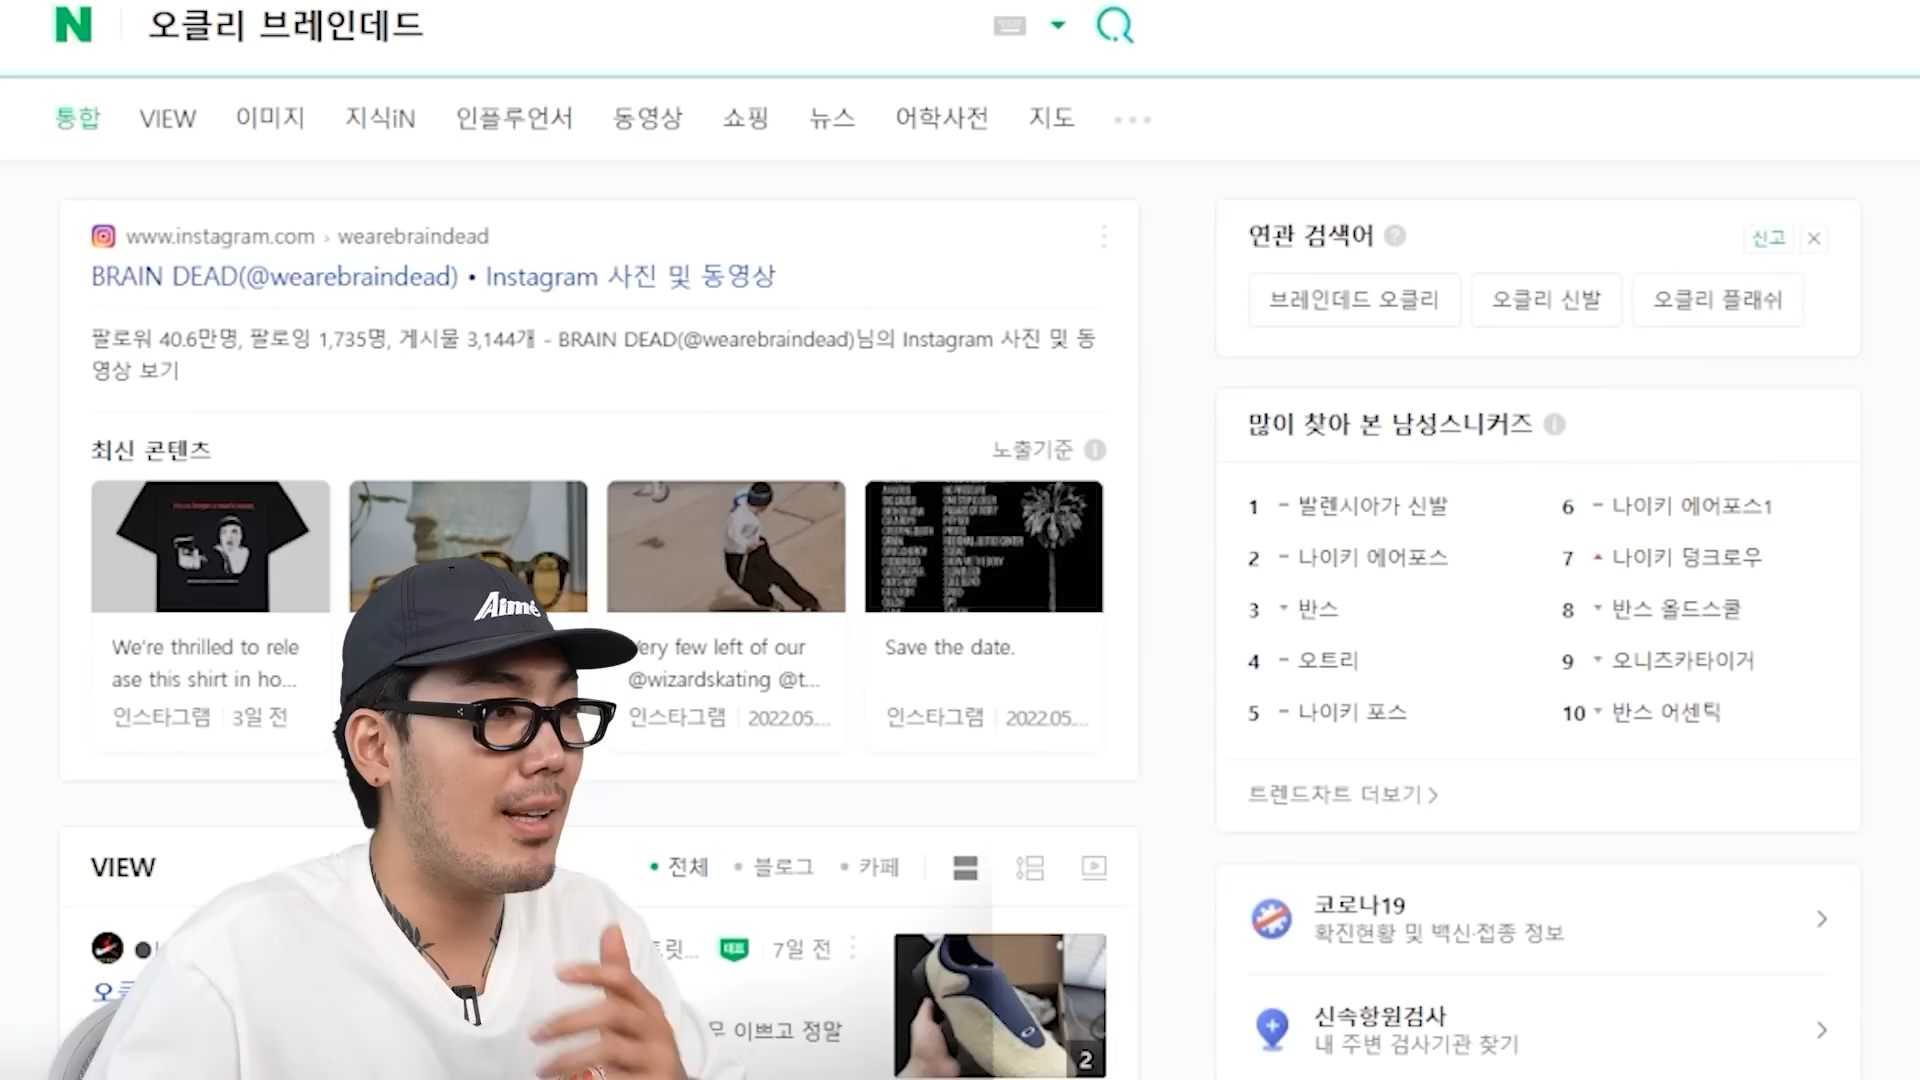 N 오클리 브레인데드
통합 VIEW 이미지 지식iN 인플루언서 동영상 쇼핑 뉴스 어학사전 지도
www.instagram.com › wearebraindead
BRAIN DEAD(@wearebraindead) • Instagram 사진 및 동영상
팔로워 40.6만명, 팔로잉 1,735명, 게시물 3,144개 - BRAIN DEAD(@wearebraindead)님의 Instagram 사진 및 동
영상 보기
최신 콘텐츠 노출기준
We're thrilled to rele
ase this shirt in ho...
인스타그램 3일 전
ery few left of our
@wizardskating @t...
인스타그램 2022.05....
Save the date.
인스타그램 2022.05....
Aimé
VIEW
전체 블로그 카페
릿... 대표 7일 전
오클
이쁘고 정말
2
연관 검색어 신고
브레인데드 오클리 오클리 신발 오클리 플래쉬
많이 찾아 본 남성스니커즈
1 - 발렌시아가 신발
2 - 나이키 에어포스
3 반스
4 - 오트리
5 - 나이키 포스
6 - 나이키 에어포스1
7 나이키 덩크로우
8 반스 올드스쿨
9 오니츠카타이거
10 반스 어센틱
트렌드차트 더보기
코로나19
확진현황 및 백신·접종 정보
신속항원검사
내 주변 검사기관 찾기